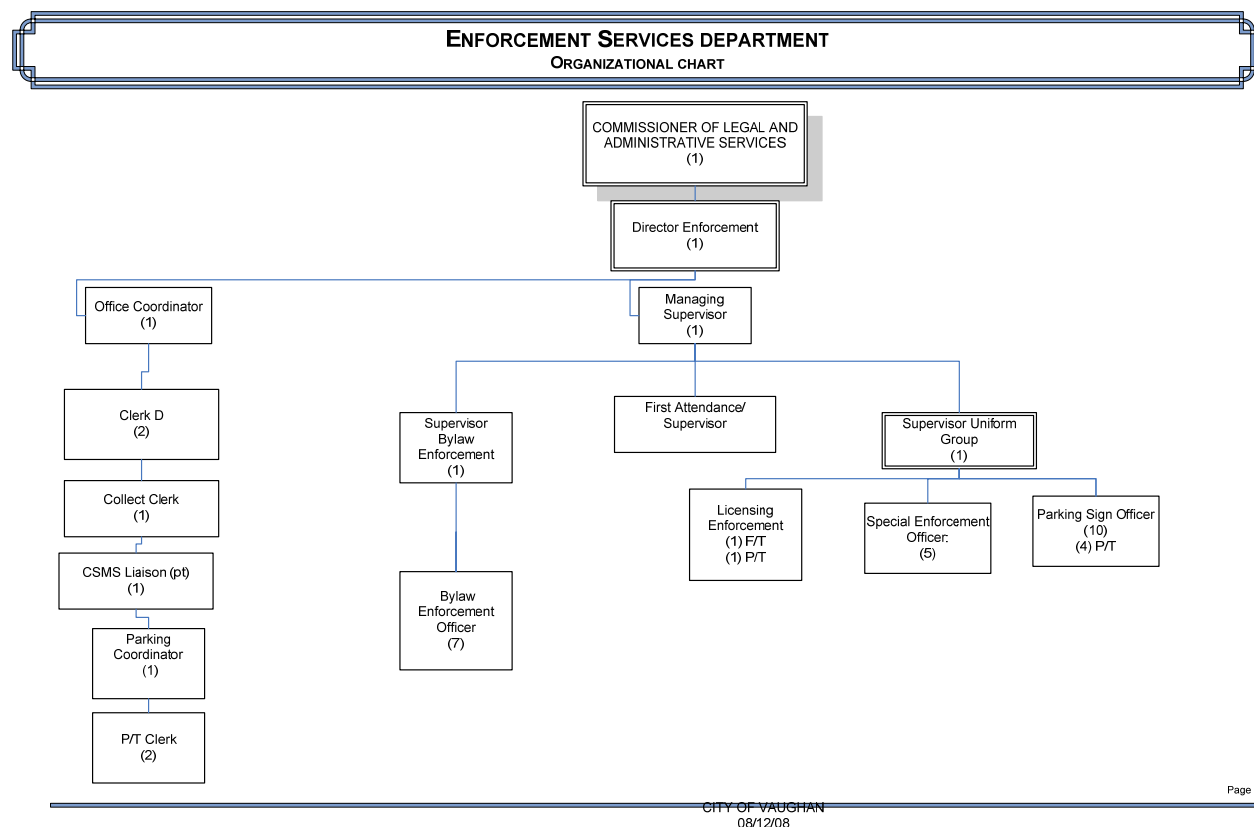 ENFORCEMENT SERVICES DEPARTMENT
ORGANIZATIONAL CHART
COMMISSIONER OF LEGAL AND
ADMINISTRATIVE SERVICES
(1)
Director Enforcement
(1)
Office Coordinator
(1)
Managing
Supervisor
(1)
Clerk D
(2)
Collect Clerk
(1)
CSMS Liaison (pt)
(1)
Parking
Coordinator
(1)
P/T Clerk
(2)
Supervisor
Bylaw
Enforcement
(1)
Bylaw
Enforcement
Officer
(7)
First Attendance/
Supervisor
Supervisor Uniform
Group
(1)
Licensing
Enforcement
(1) F/T
(1) P/T
Special Enforcement
Officer:
(5)
Parking Sign Officer
(10)
(4) P/T
Page
CITY OF VAUGHAN
08/12/08